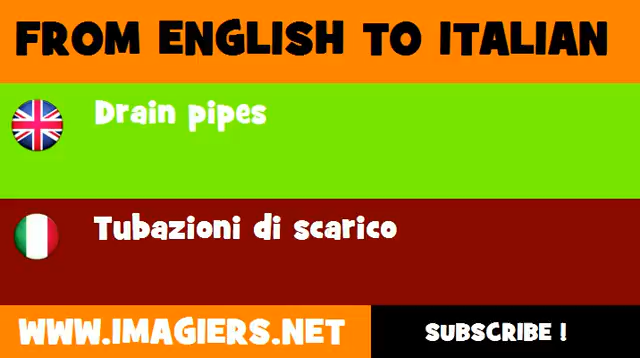 FROM ENGLISH TO ITALIAN
Drain pipes
Tubazioni di scarico
WWW.IMAGIERS.NET
SUBSCRIBE !